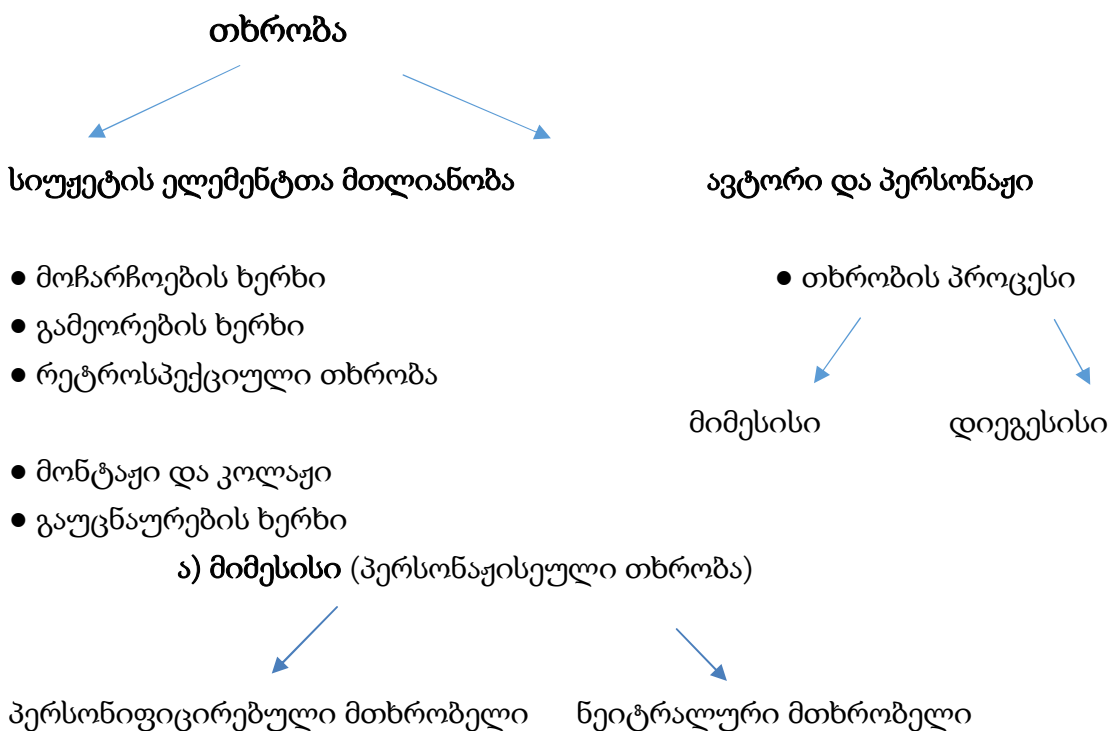 თხრობა
სიუჟეტის ელემენტთა მთლიანობა
ავტორი და პერსონაჟი
● მოჩარჩოების ხერხი
● თხრობის პროცესი
● გამეორების ხერხი
● რეტროსპექციული თხრობა
მიმესისი
დიეგესისი
● მონტაჟი და კოლაჟი
● გაუცნაურების ხერხი
ა) მიმესისი (პერსონაჟისეული თხრობა)
პერსონიფიცირებული მთხრობელი
ნეიტრალური მთხრობელი